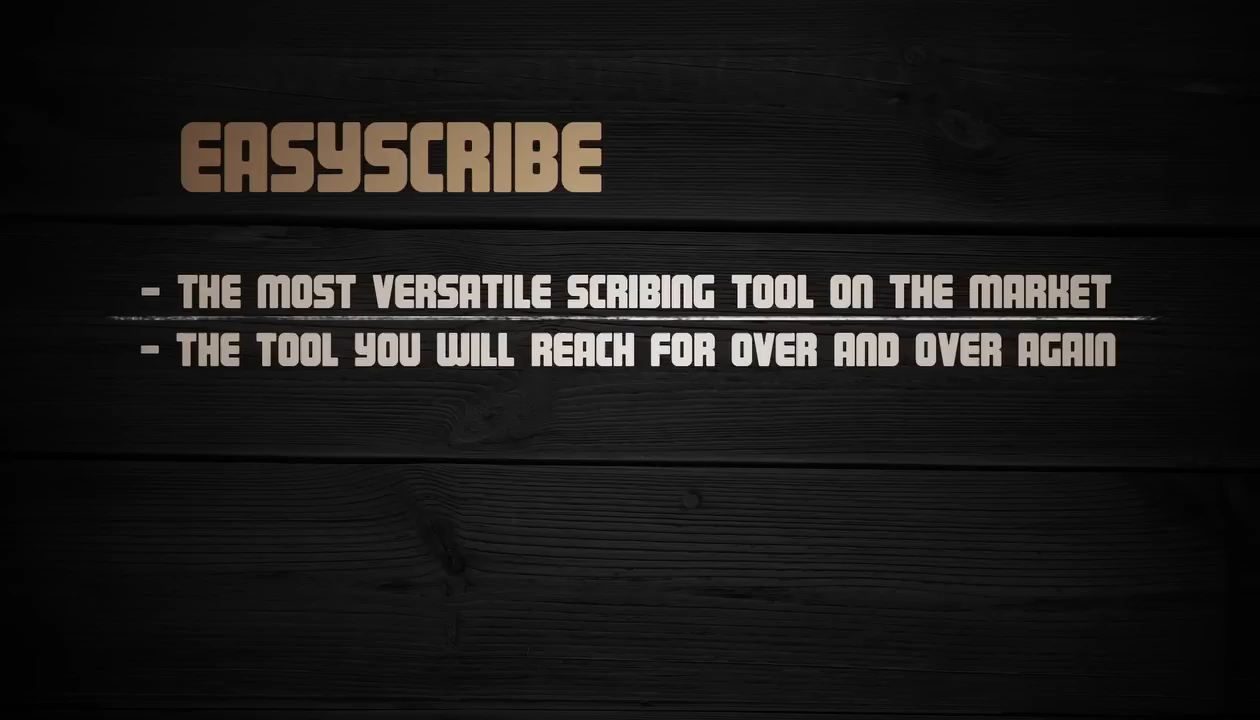 EASYSCRIBE
- THE MOST VERSATILE SCRIBING TOOL ON THE MARKET
- THE TOOL YOU WILL REACH FOR OVER AND OVER AGAIN